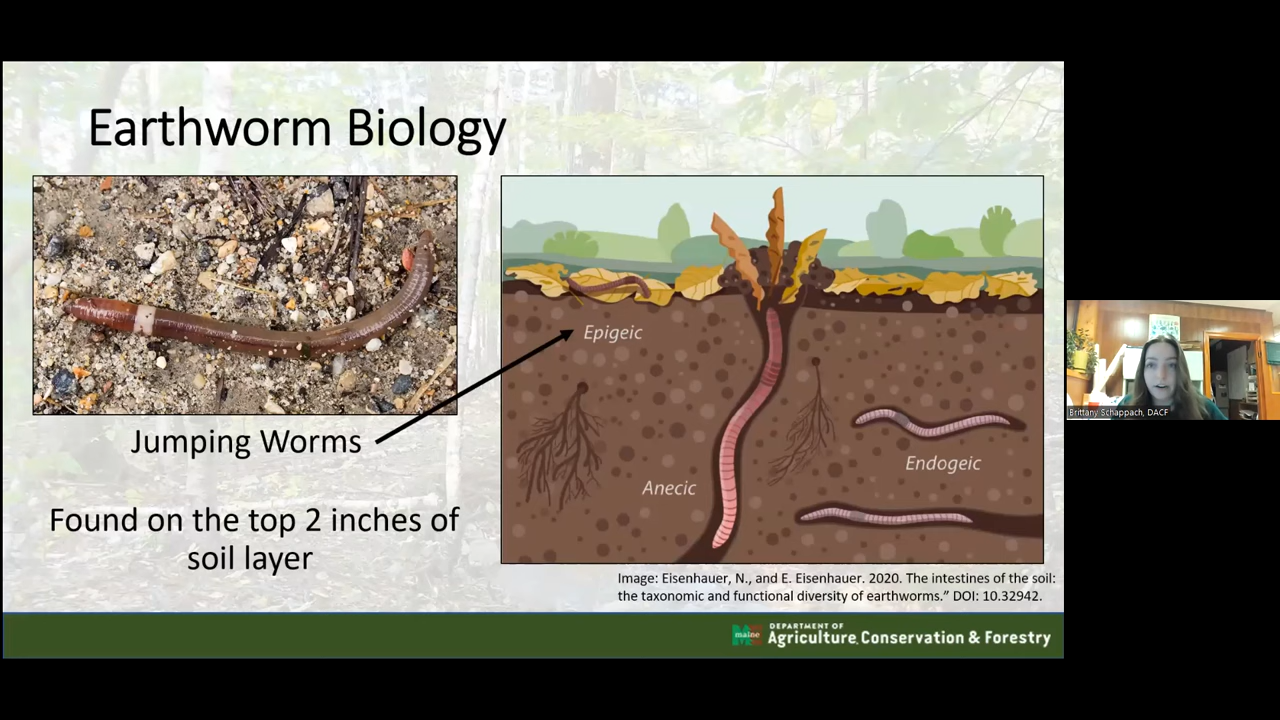 Earthworm Biology
Jumping Worms
Found on the top 2 inches of
soil layer
Epigeic
Anecic
Endogeic
Image: Eisenhauer, N., and E. Eisenhauer. 2020. The intestines of the soil:
the taxonomic and functional diversity of earthworms.” DOI: 10.32942.
maine
DEPARTMENT OF
Agriculture, Conservation & Forestry
Brittany Schappach, DACF